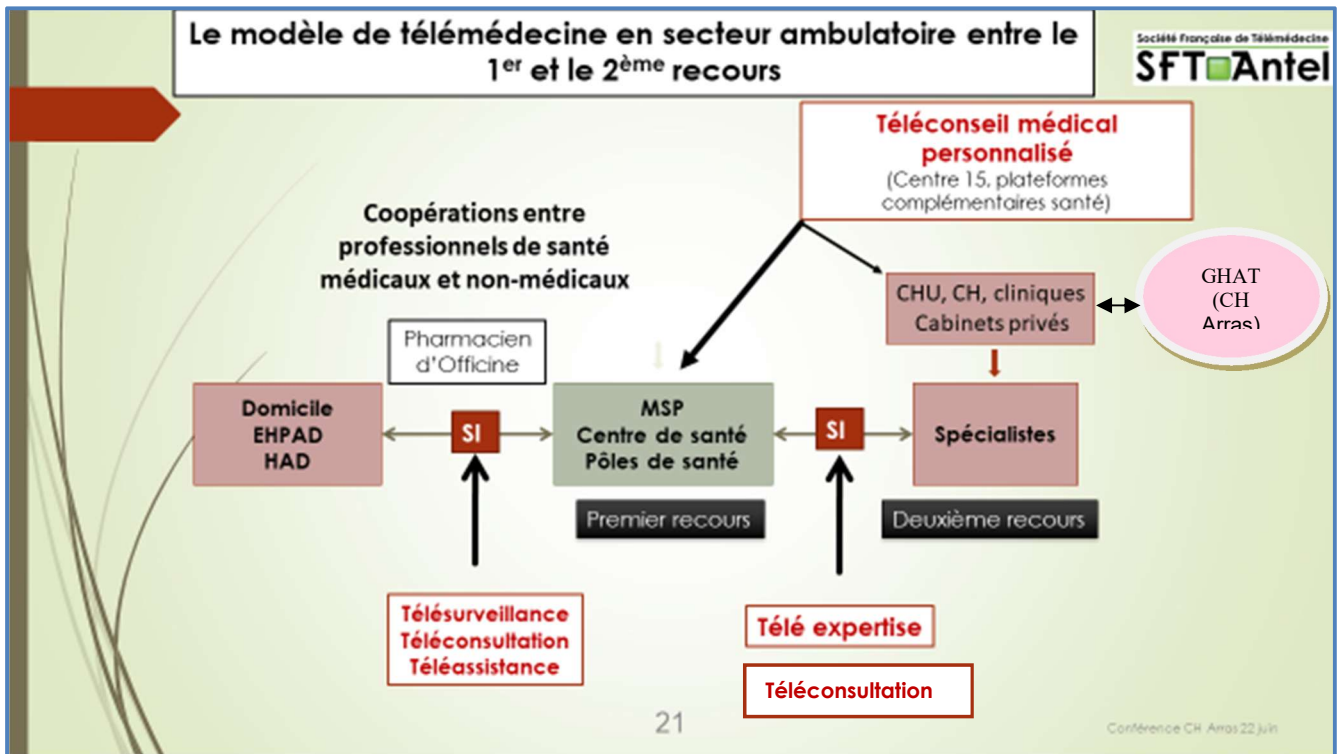 Le modèle de télémédecine en secteur ambulatoire entre le
1er et le 2ème recours
Société Française de Télémédecine
SFT Antel
Téléconseil médical
personnalisé
(Centre 15, plateformes
complémentaires santé)
Coopérations entre
professionnels de santé
médicaux et non-médicaux
CHU, CH, cliniques
Cabinets privés
GHAT
(CH
Arras)
Pharmacien
d'Officine
Domicile
EHPAD
HAD
SI
MSP
Centre de santé
Pôles de santé
SI
Spécialistes
Premier recours
Deuxième recours
Télésurveillance
Téléconsultation
Téléassistance
Télé expertise
Téléconsultation
21
Conférence CH Arras 22 juin